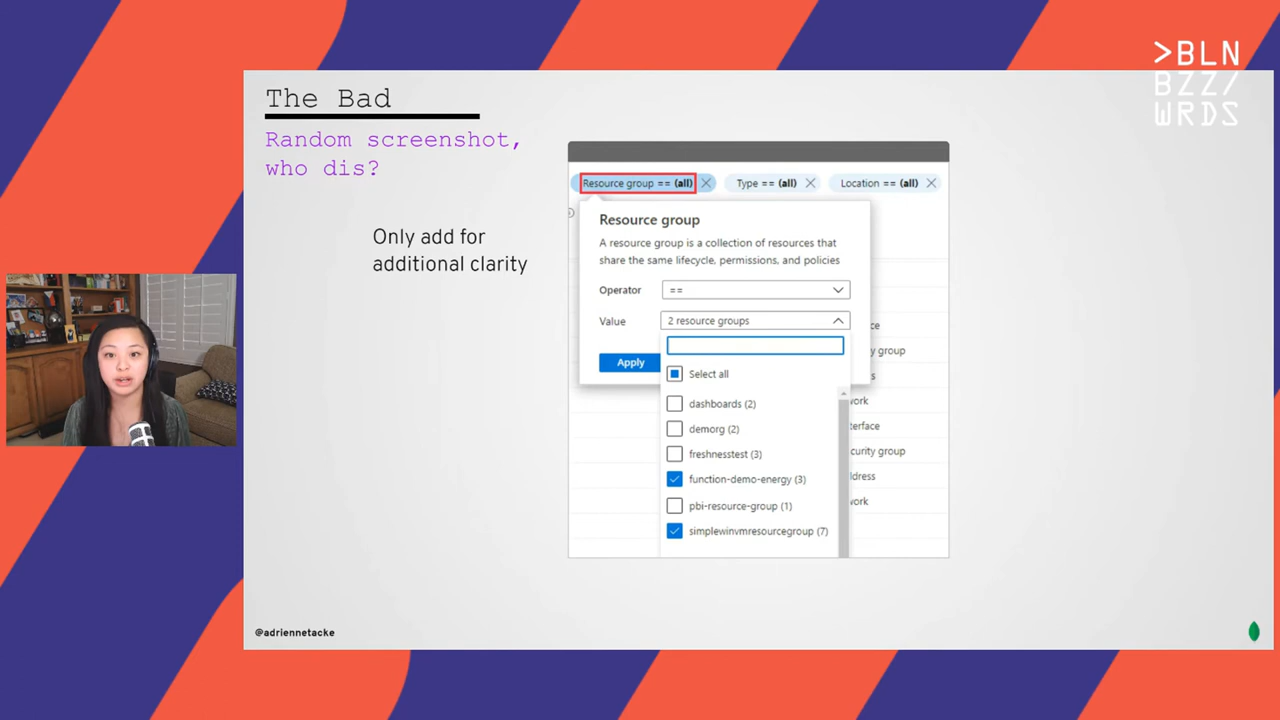 >BLN
BZZ/
WRDS
The Bad
Random screenshot,
who dis?
Only add for
additional clarity
Resource group == (all)
Type == (all)
Location == (all)
Resource group
A resource group is a collection of resources that
share the same lifecycle, permissions, and policies
Operator
==
Value
2 resource groups
ce
Apply
y group
Select all
s
dashboards (2)
work
demorg (2)
terface
freshnesstest (3)
curity group
function-demo-energy (3)
ddress
pbi-resource-group (1)
work
simplewinvmresourcegroup (7)
@adriennetacke